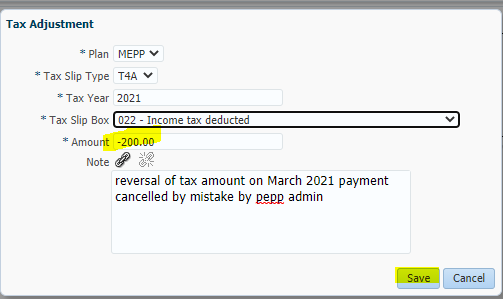 Tax Adjustment
* Plan MEPP
* Tax Slip Type T4A
* Tax Year 2021
* Tax Slip Box 022 - Income tax deducted
* Amount -200.00
Note
reversal of tax amount on March 2021 payment
cancelled by mistake by pepp admin
Save Cancel